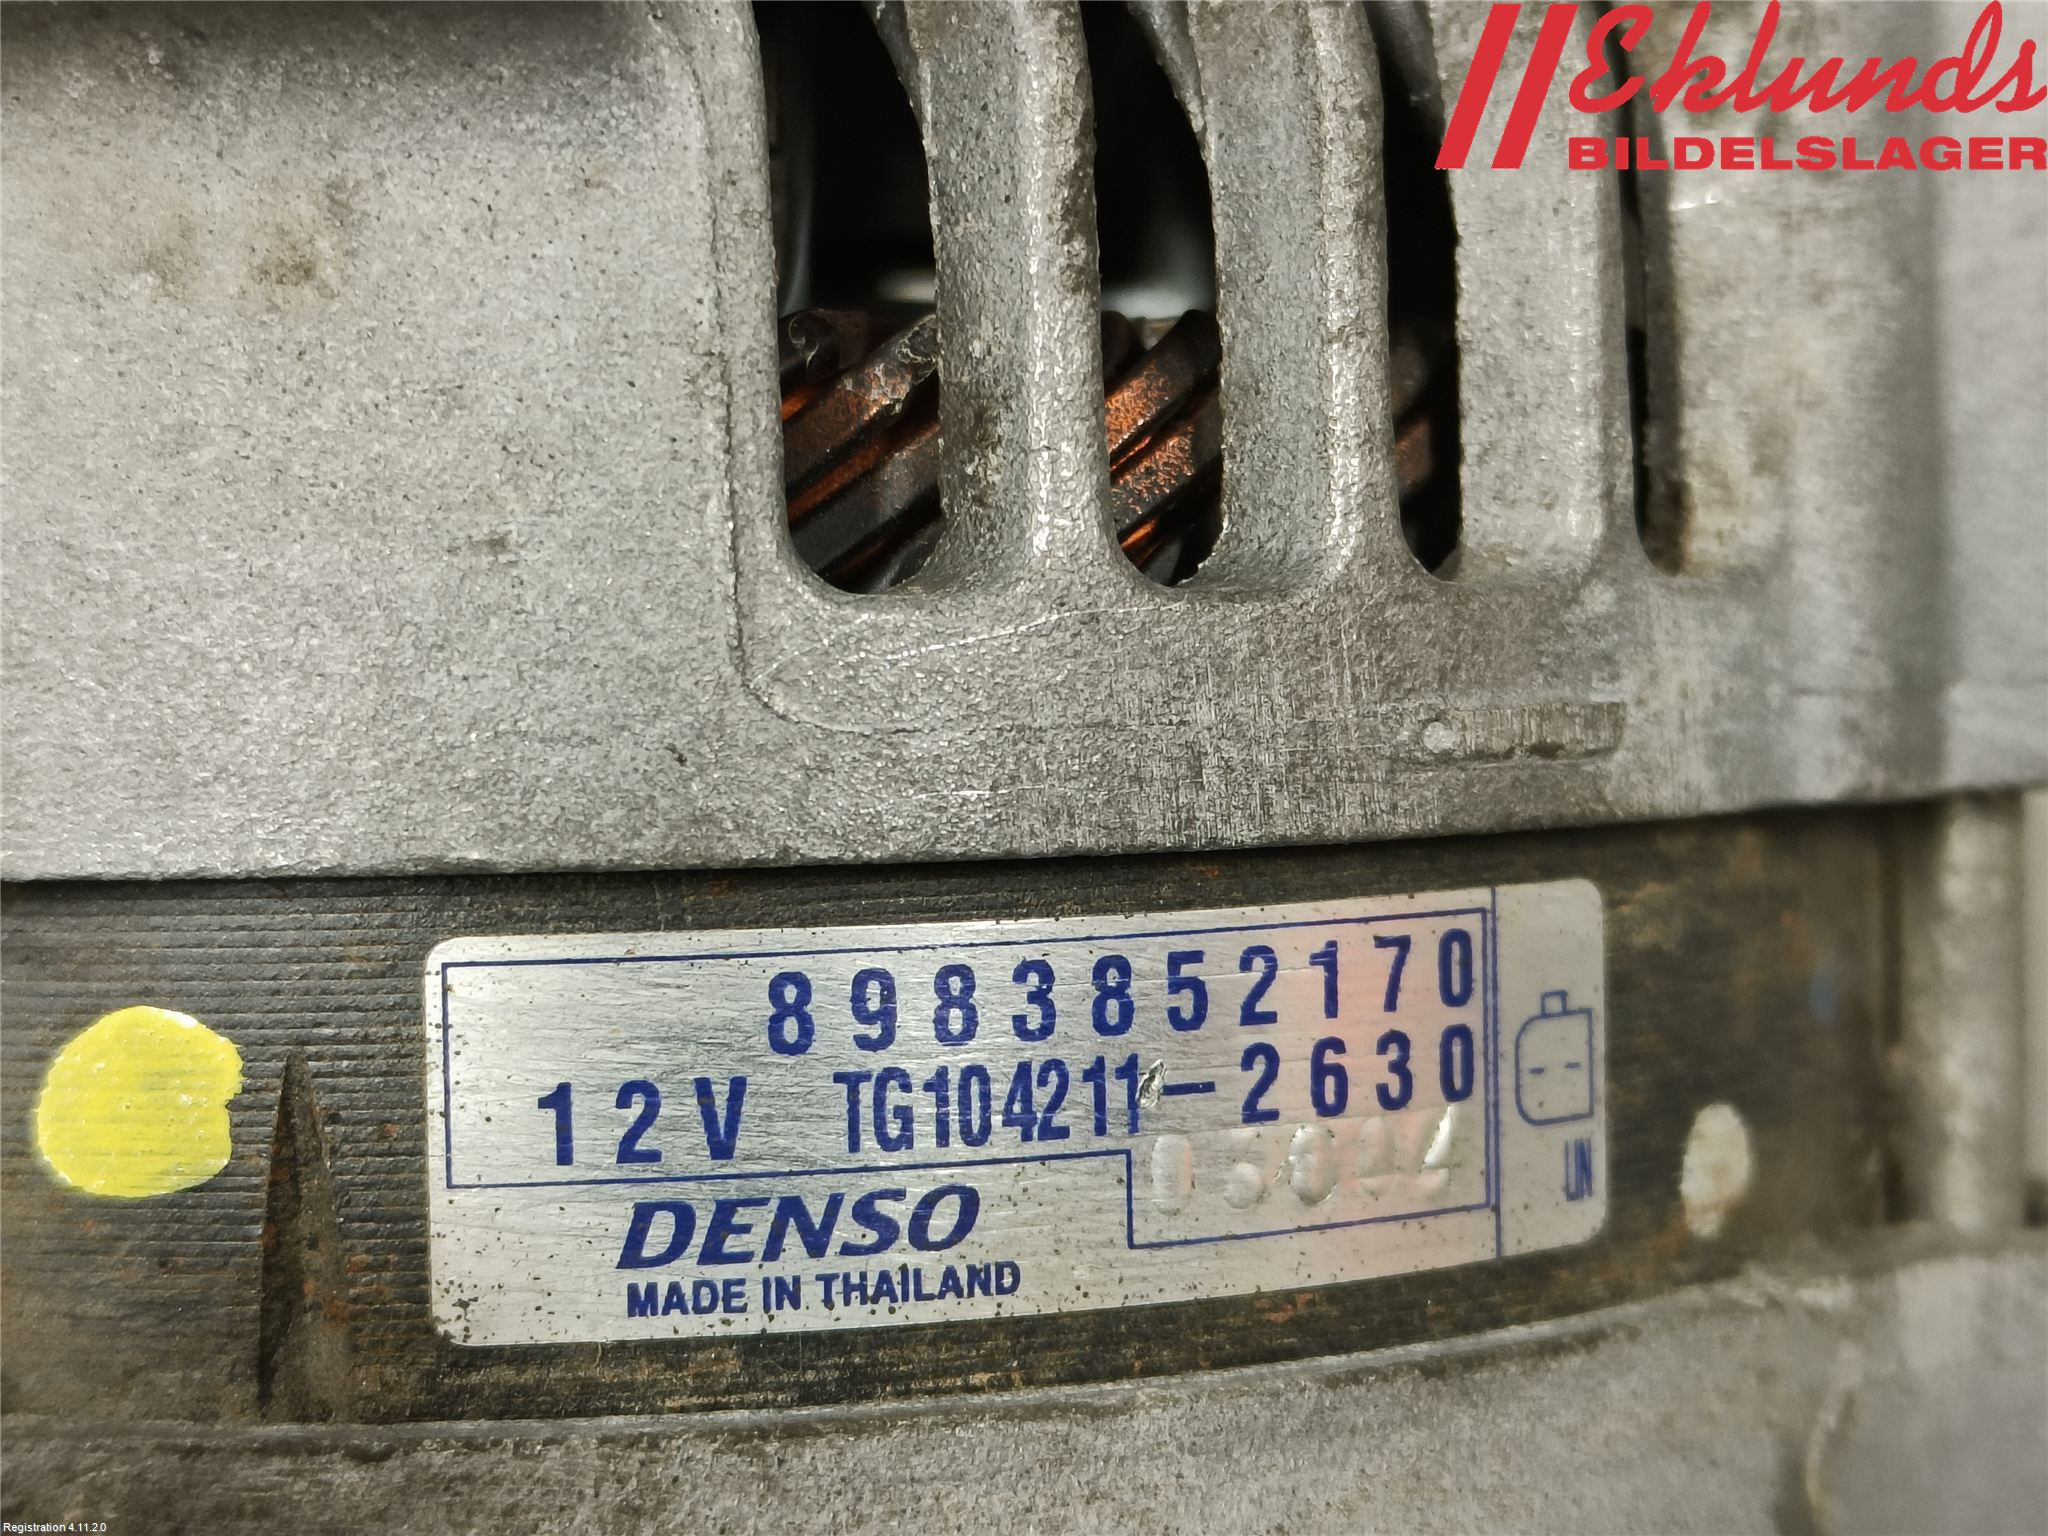 Eklunds
BILDELSLAGER
8983852170
12V TG104211-2630
DENSO
MADE IN THAILAND
Registration 4.11.2.0